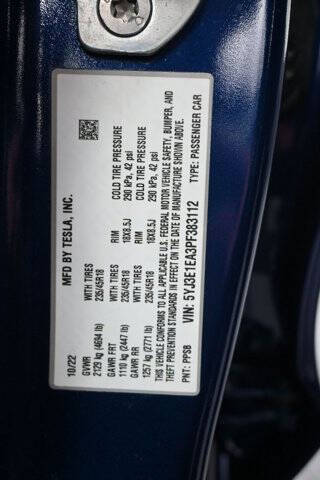 10/22 MFD BY TESLA, INC.
GVWR WITH TIRES RIM COLD TIRE PRESSURE
2129 kg (4694 lb) 235/45R18 18X8.5J 290 kPa, 42 psi
GAWR FRT WITH TIRES RIM COLD TIRE PRESSURE
1110 kg (2447 lb) 235/45R18 18X8.5J 290 kPa, 42 psi
GAWR RR
1257 kg (2771 lb) 235/45R18
THIS VEHICLE CONFORMS TO ALL APPLICABLE U.S. FEDERAL MOTOR VEHICLE SAFETY, BUMPER, AND
THEFT PREVENTION STANDARDS IN EFFECT ON THE DATE OF MANUFACTURE SHOWN ABOVE.
VIN: 5YJ3E1EA3PF383112 TYPE: PASSENGER CAR
PNT: PPSB